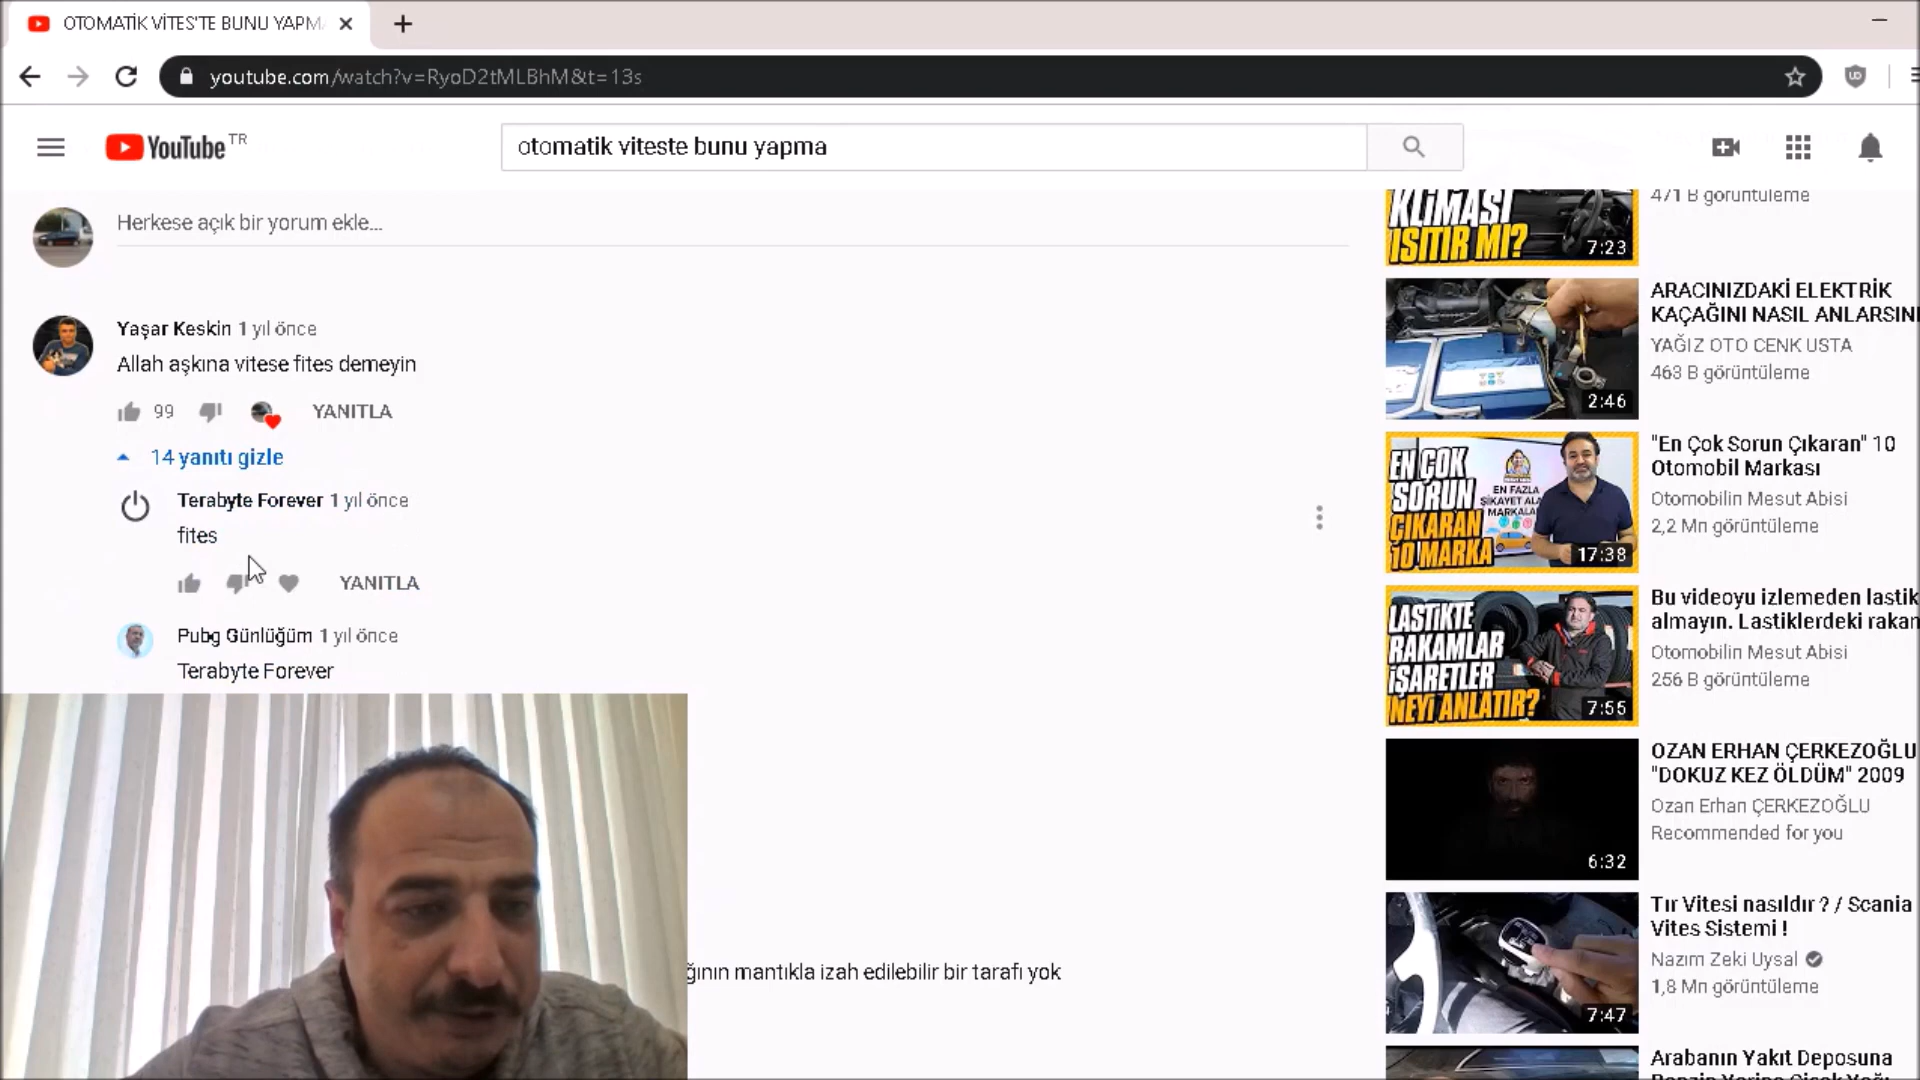 OTOMATİK VİTES'TE BUNU YAPM
youtube.com/watch?v=RyoD2tMLBhM&t=13s
YouTube TR
otomatik viteste bunu yapma
Herkese açık bir yorum ekle...
Yaşar Keskin 1 yıl önce
Allah aşkına vitese fites demeyin
99
YANITLA
14 yanıtı gizle
Terabyte Forever 1 yıl önce
fites
YANITLA
Pubg Günlüğüm 1 yıl önce
Terabyte Forever
ğının mantıkla izah edilebilir bir tarafı yok
KLİMASI
ISITIR MI?
7:23
471 B görüntüleme
2:46
ARACINIZDAKİ ELEKTRİK
KAÇAĞINI NASIL ANLARSINI
YAĞIZ OTO CENK USTA
463 B görüntüleme
EN ÇOK
SORUN
ÇIKARAN
10 MARKA
EN FAZLA
ŞİKAYET ALA
MARKALA
17:38
"En Çok Sorun Çıkaran" 10
Otomobil Markası
Otomobilin Mesut Abisi
2,2 Mn görüntüleme
LASTİKTE
RAKAMLAR
İŞARETLER
NEYİ ANLATIR?
7:55
Bu videoyu izlemeden lastik
almayın. Lastiklerdeki rakan
Otomobilin Mesut Abisi
256 B görüntüleme
6:32
OZAN ERHAN ÇERKEZOĞLU
"DOKUZ KEZ ÖLDÜM" 2009
Ozan Erhan ÇERKEZOĞLU
Recommended for you
7:47
Tır Vitesi nasıldır ? / Scania
Vites Sistemi !
Nazım Zeki Uysal
1,8 Mn görüntüleme
Arabanın Yakıt Deposuna